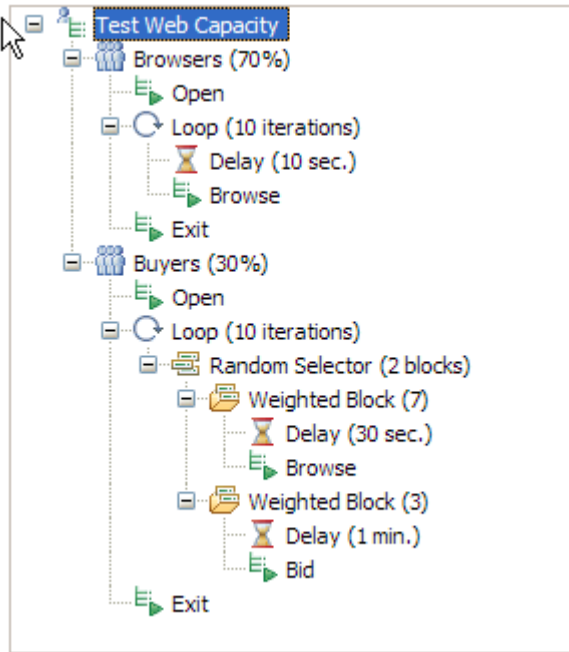 Test Web Capacity
Browsers (70%)
Open
Loop (10 iterations)
Delay (10 sec.)
Browse
Exit
Buyers (30%)
Open
Loop (10 iterations)
Random Selector (2 blocks)
Weighted Block (7)
Delay (30 sec.)
Browse
Weighted Block (3)
Delay (1 min.)
Bid
Exit